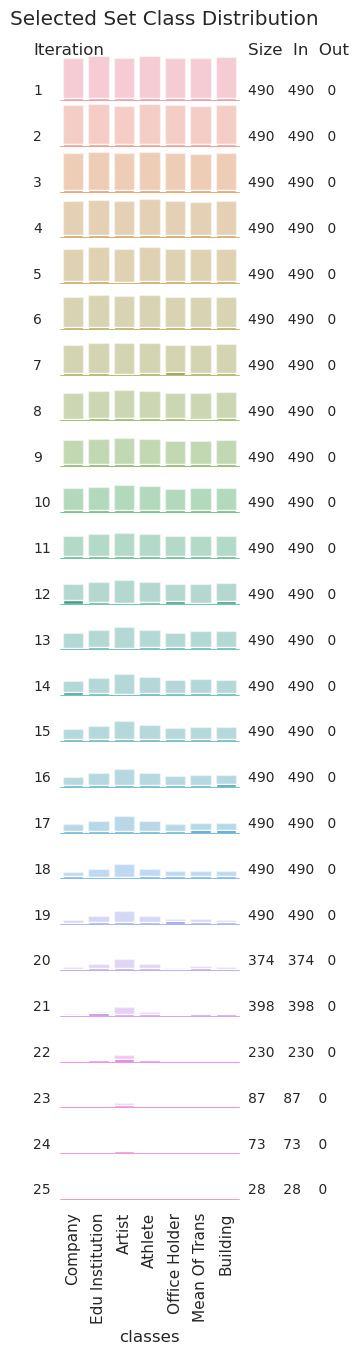 Selected Set Class Distribution
Iteration Size In Out
1 490 490 0
2 490 490 0
3 490 490 0
4 490 490 0
5 490 490 0
6 490 490 0
7 490 490 0
8 490 490 0
9 490 490 0
10 490 490 0
11 490 490 0
12 490 490 0
13 490 490 0
14 490 490 0
15 490 490 0
16 490 490 0
17 490 490 0
18 490 490 0
19 490 490 0
20 374 374 0
21 398 398 0
22 230 230 0
23 87 87 0
24 73 73 0
25 28 28 0
Company
Edu Institution
Artist
Athlete
Office Holder
Mean Of Trans
Building
classes